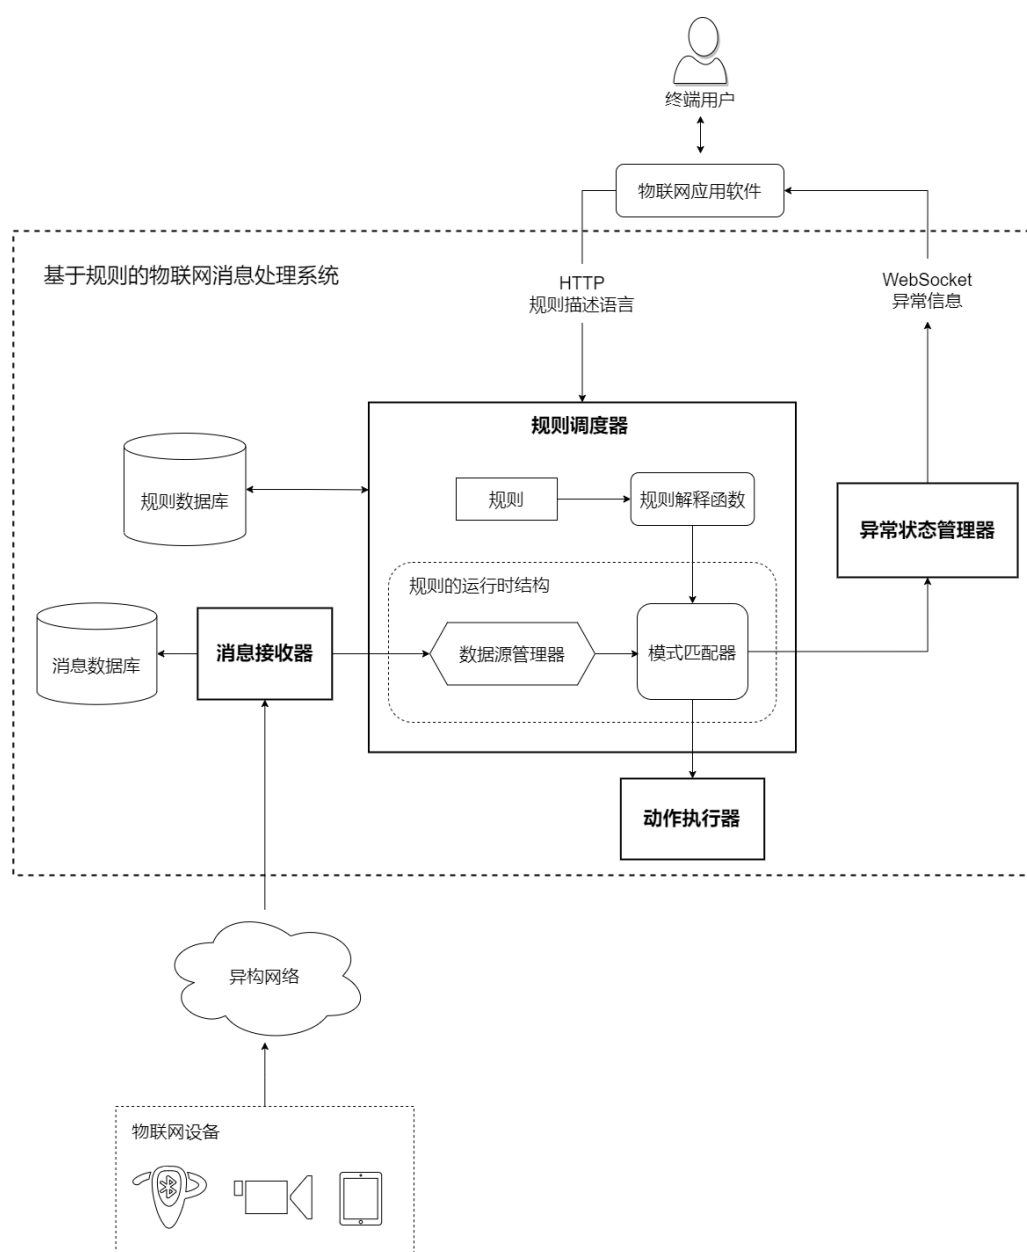 终端用户
物联网应用软件
基于规则的物联网消息处理系统
HTTP
规则描述语言
WebSocket
异常信息
规则调度器
规则数据库
规则
规则解释函数
异常状态管理器
规则的运行时结构
消息数据库
消息接收器
数据源管理器
模式匹配器
动作执行器
异构网络
物联网设备